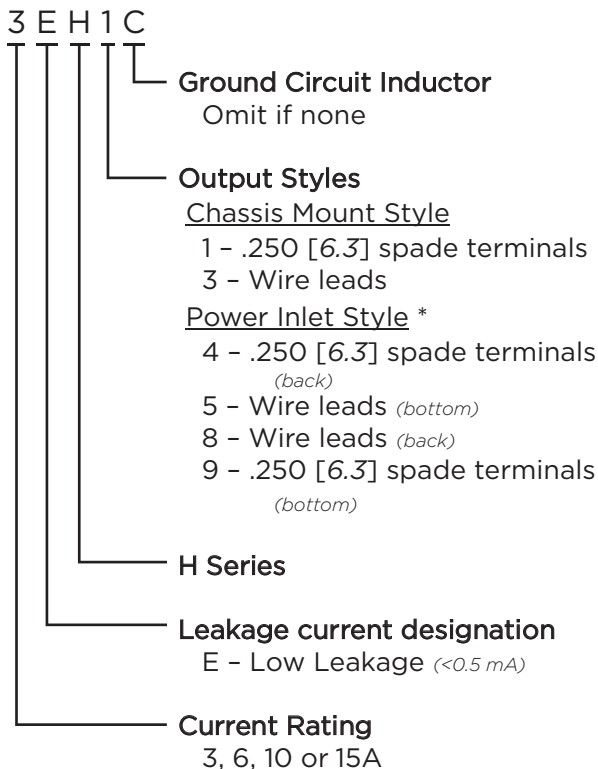 3 E H 1 C
Ground Circuit Inductor
Omit if none
Output Styles
Chassis Mount Style
1 – .250 [6.3] spade terminals
3 – Wire leads
Power Inlet Style *
4 – .250 [6.3] spade terminals
(back)
5 – Wire leads (bottom)
8 – Wire leads (back)
9 – .250 [6.3] spade terminals
(bottom)
H Series
Leakage current designation
E – Low Leakage (<0.5 mA)
Current Rating
3, 6, 10 or 15A